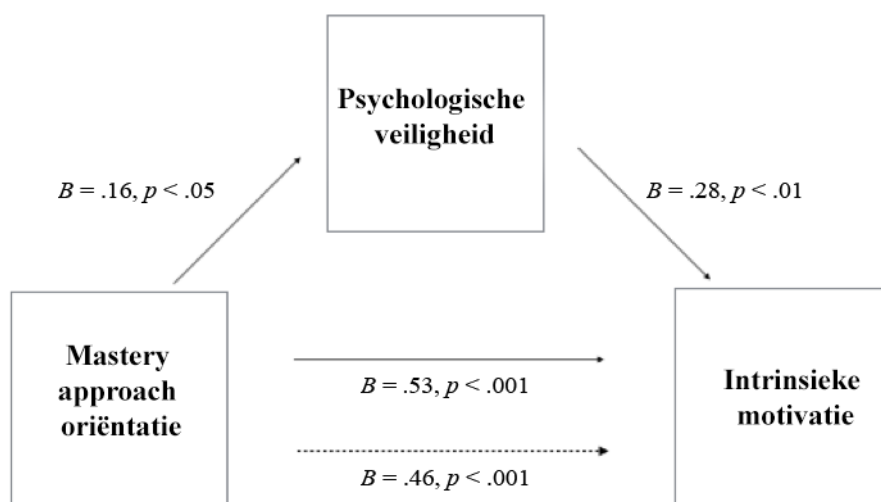 Psychologische
veiligheid
B = .16, p < .05
B = .28, p < .01
Mastery
approach
oriëntatie
B = .53, p < .001
B = .46, p < .001
Intrinsieke
motivatie